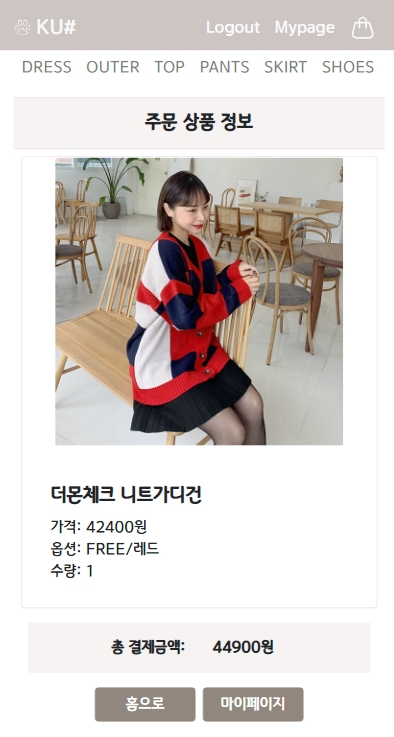 KU# Logout Mypage
DRESS OUTER TOP PANTS SKIRT SHOES
주문 상품 정보
더몬체크 니트가디건
가격: 42400원
옵션: FREE/레드
수량: 1
총 결제금액: 44900원
홈으로 마이페이지